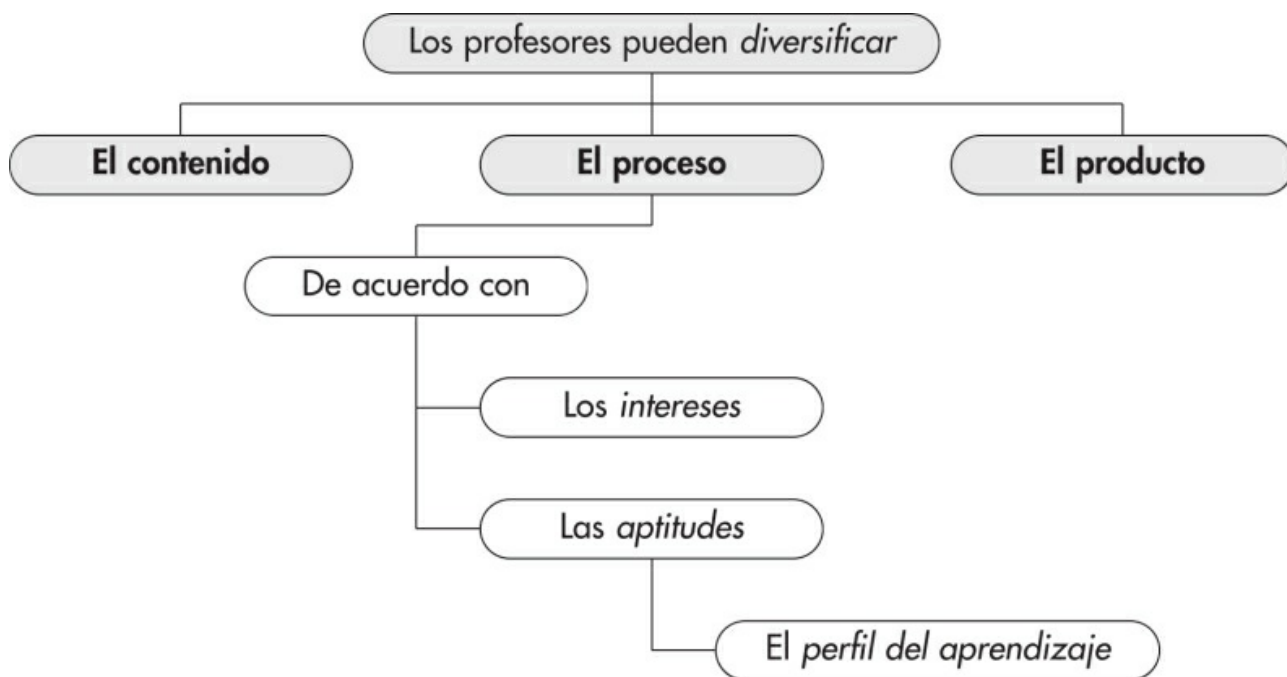 Los profesores pueden diversificar
El contenido
El proceso
El producto
De acuerdo con
Los intereses
Las aptitudes
El perfil del aprendizaje